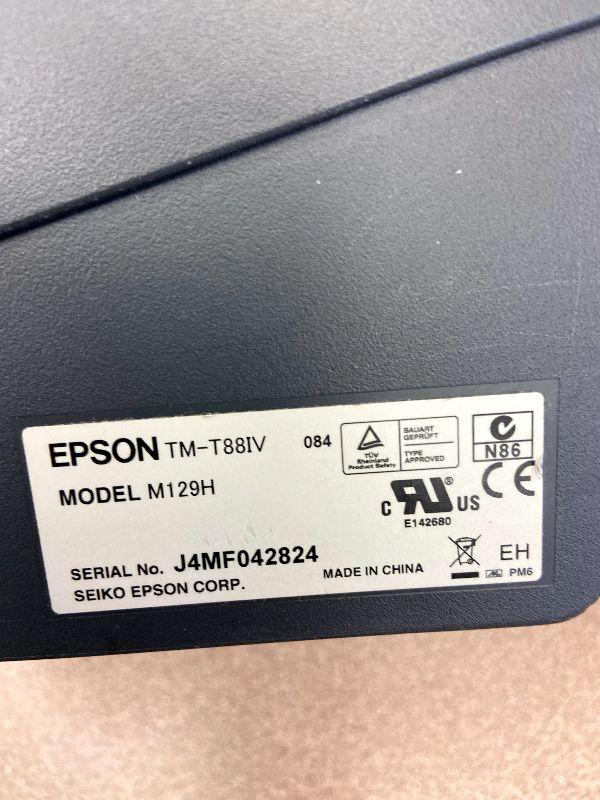 EPSON TM-T88IV 084
TÜV
Rheinland
Product Safety
BAUART
GEPRÜFT
TYPE
APPROVED
N86
MODEL M129H
C RU® US
E142680
CE
SERIAL No. J4MF042824
SEIKO EPSON CORP.
MADE IN CHINA
EH
PM6